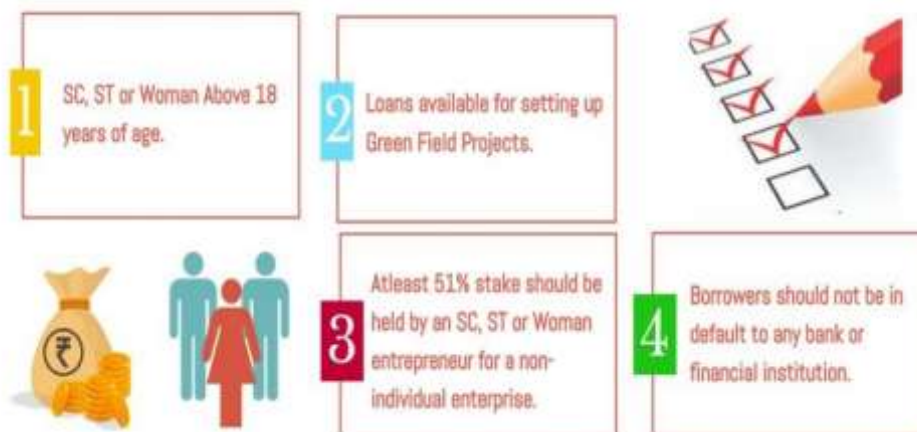 1
SC, ST or Woman Above 18
years of age.
2
Loans available for setting up
Green Field Projects.
₹
3
Atleast 51% stake should be
held by an SC, ST or Woman
entrepreneur for a non-
individual enterprise.
4
Borrowers should not be in
default to any bank or
financial institution.